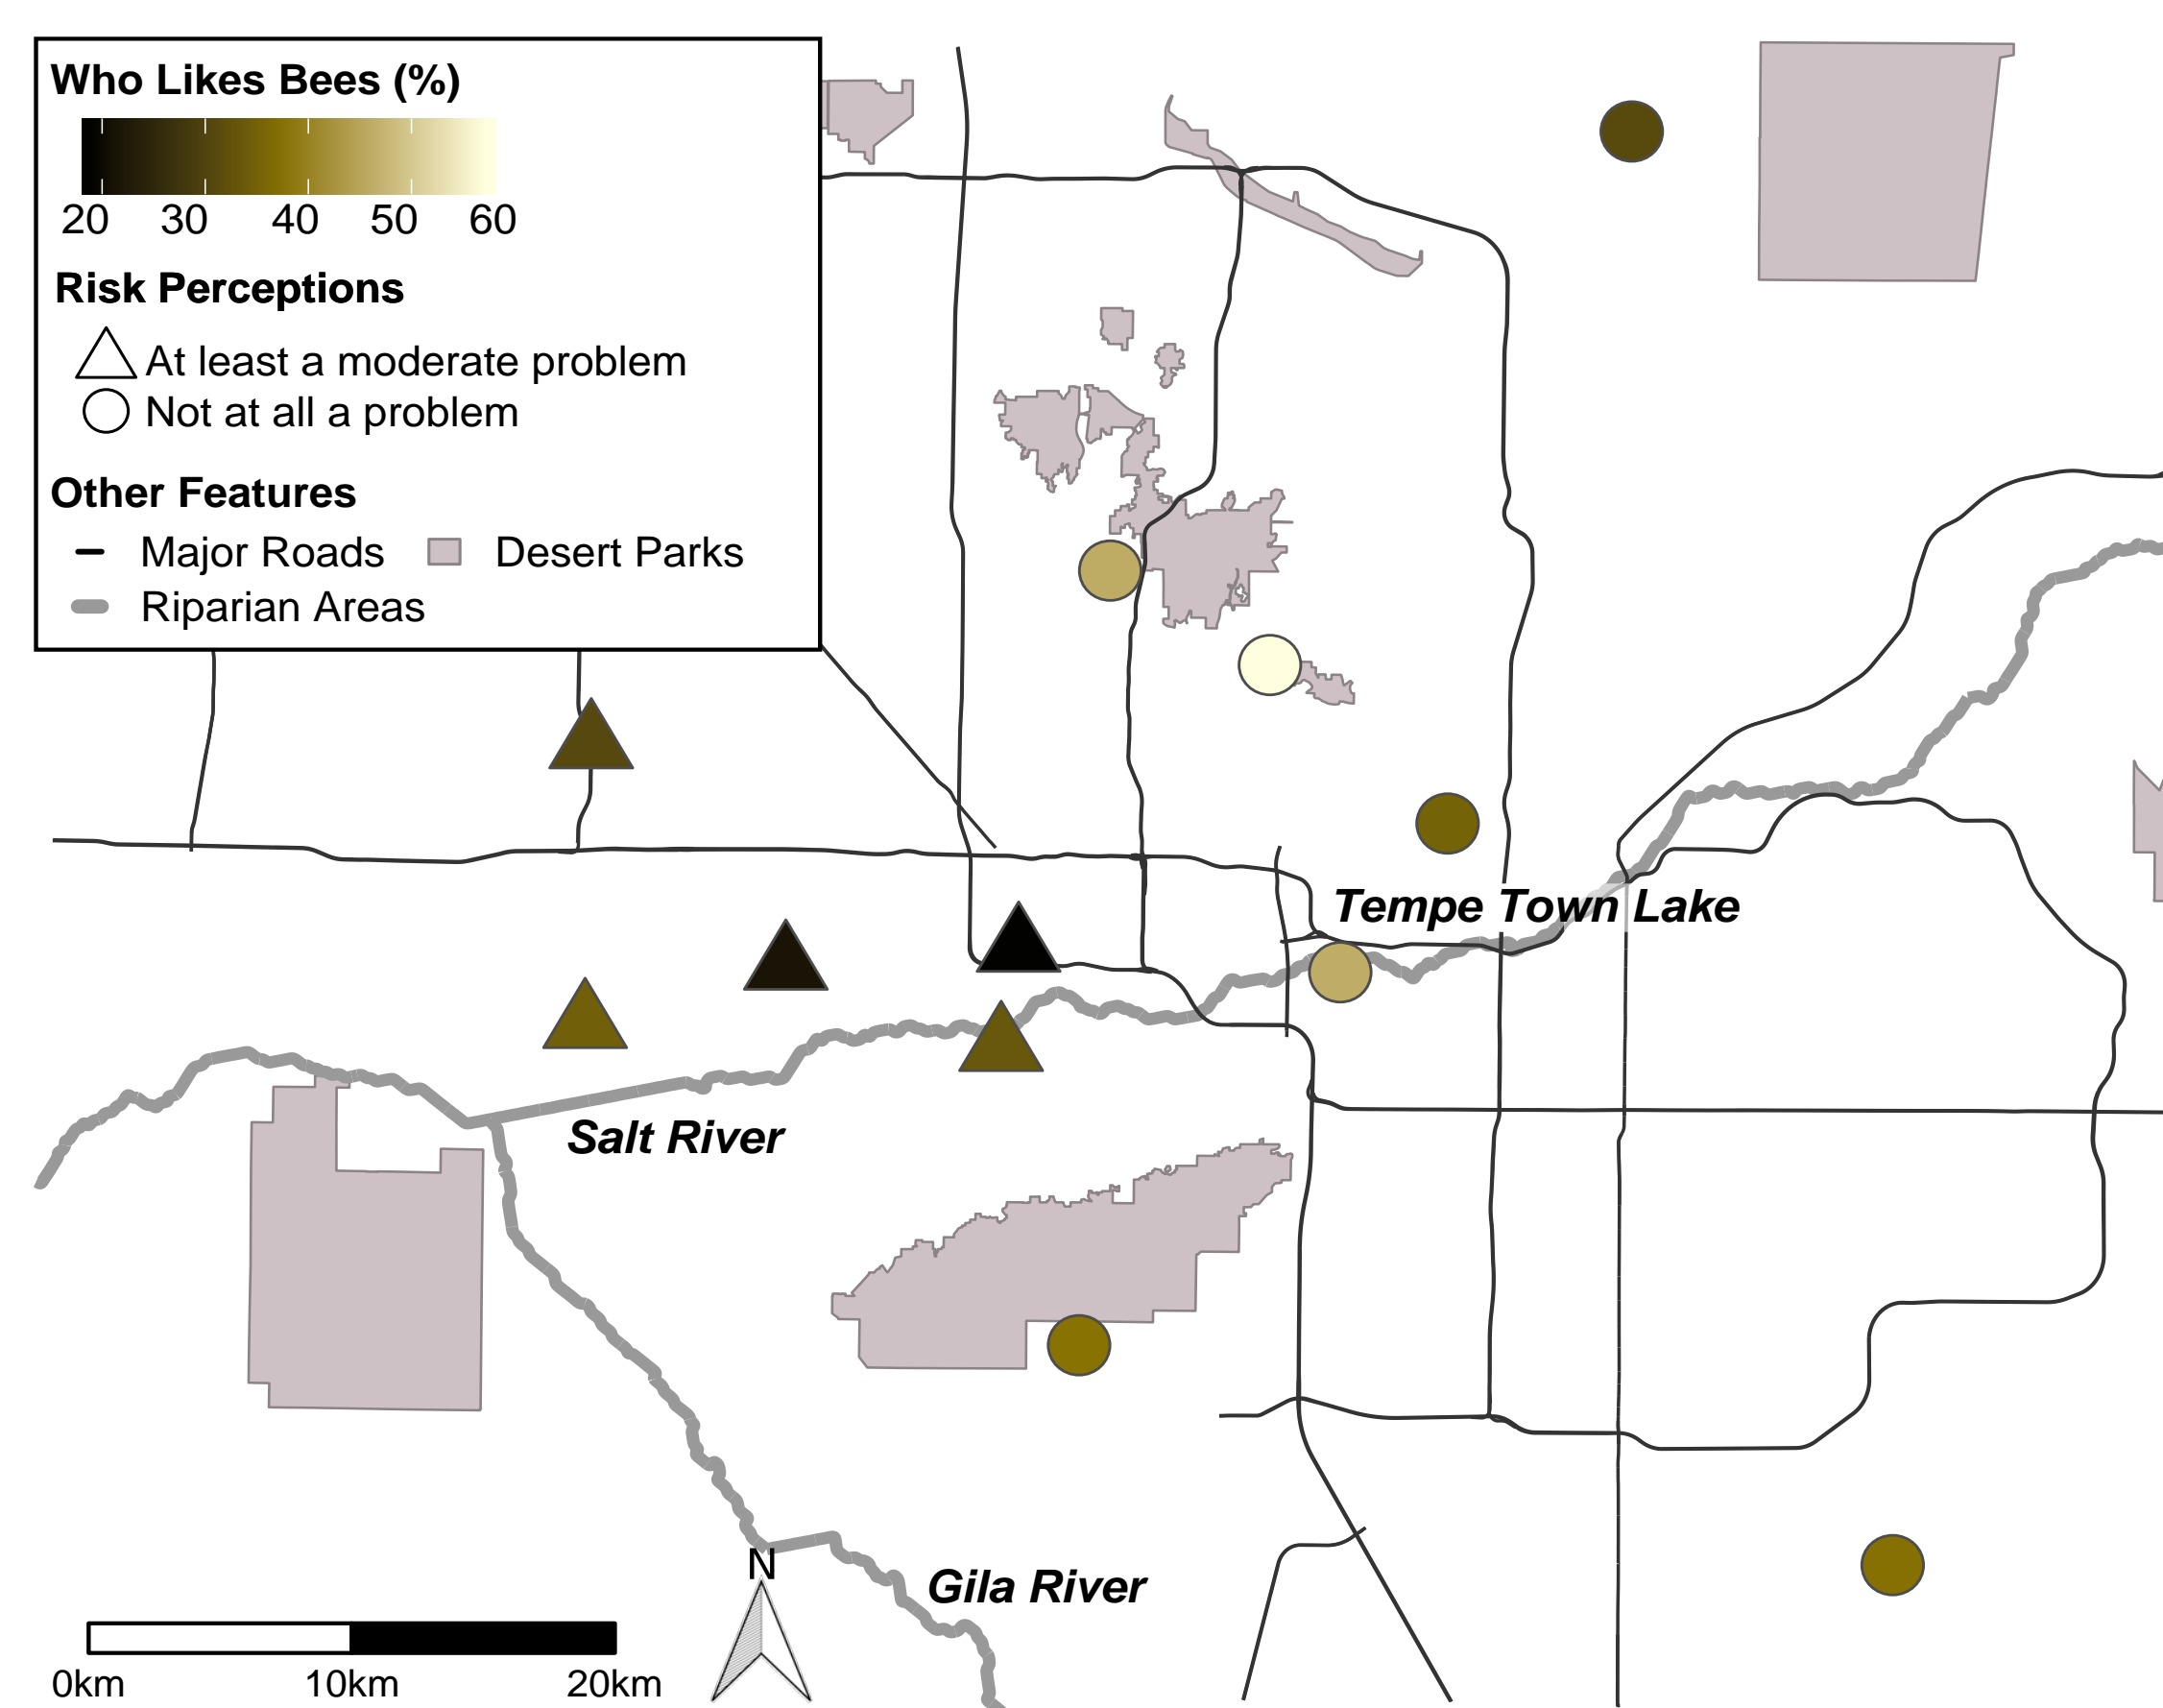 Who Likes Bees (%)
20 30 40 50 60
Risk Perceptions
At least a moderate problem
Not at all a problem
Other Features
Major Roads Desert Parks
Riparian Areas
Tempe Town Lake
Salt River
N
Gila River
0km 10km 20km